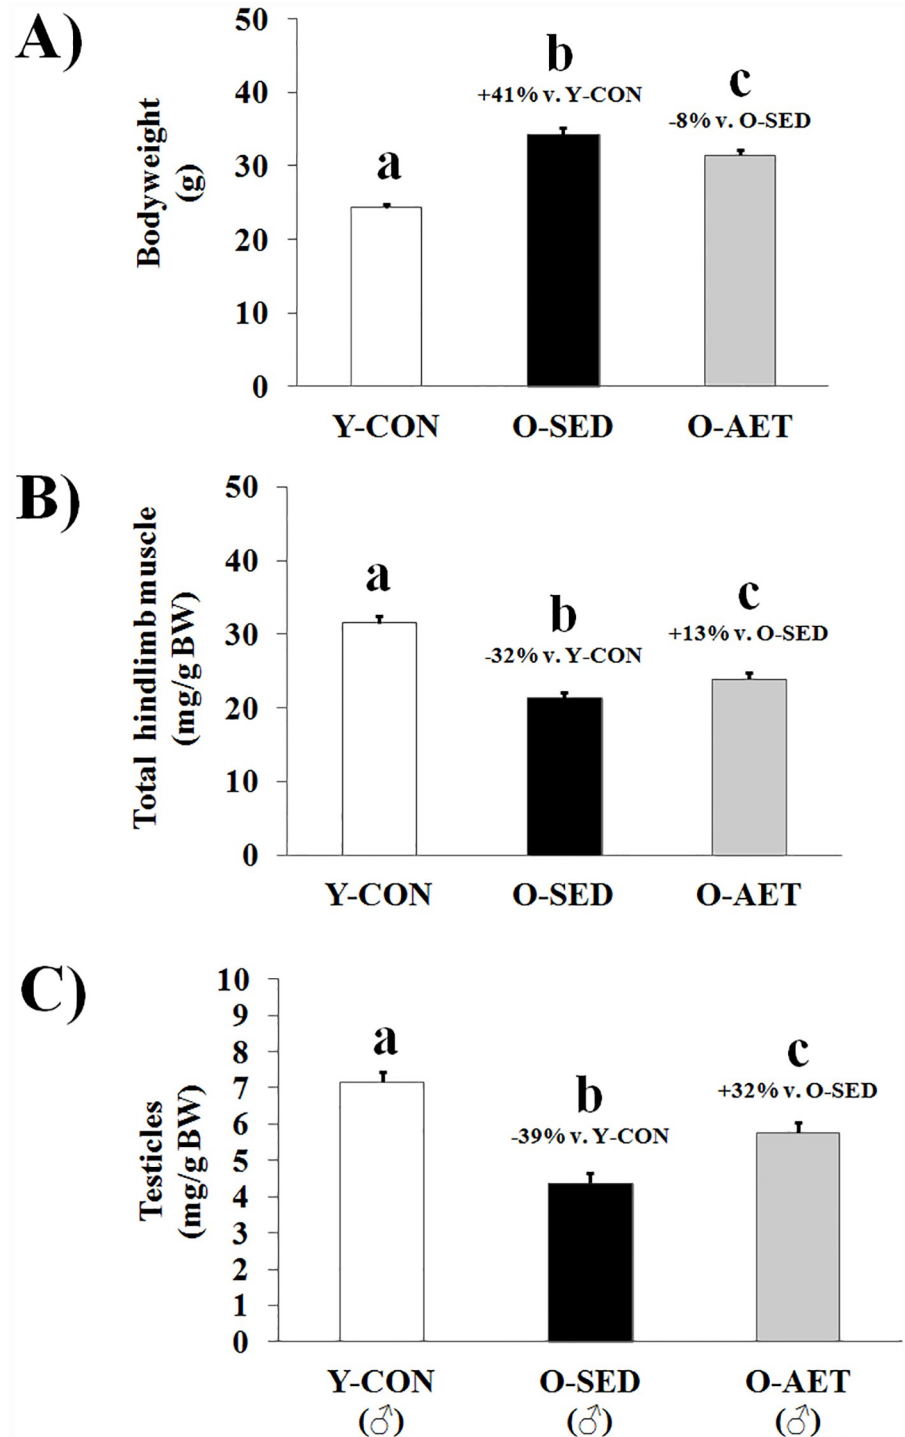 A)
Bodyweight
(g)
50
40
30
20
10
0
a
b
+41% v. Y-CON
c
-8% v. O-SED
Y-CON O-SED O-AET
B)
Total hindlimb muscle
(mg/g BW)
50
40
30
20
10
0
a
b
-32% v. Y-CON
c
+13% v. O-SED
Y-CON O-SED O-AET
C)
Testicles
(mg/g BW)
10
9
8
7
6
5
4
3
2
1
0
a
b
-39% v. Y-CON
c
+32% v. O-SED
Y-CON O-SED O-AET
(♂) (♂) (♂)